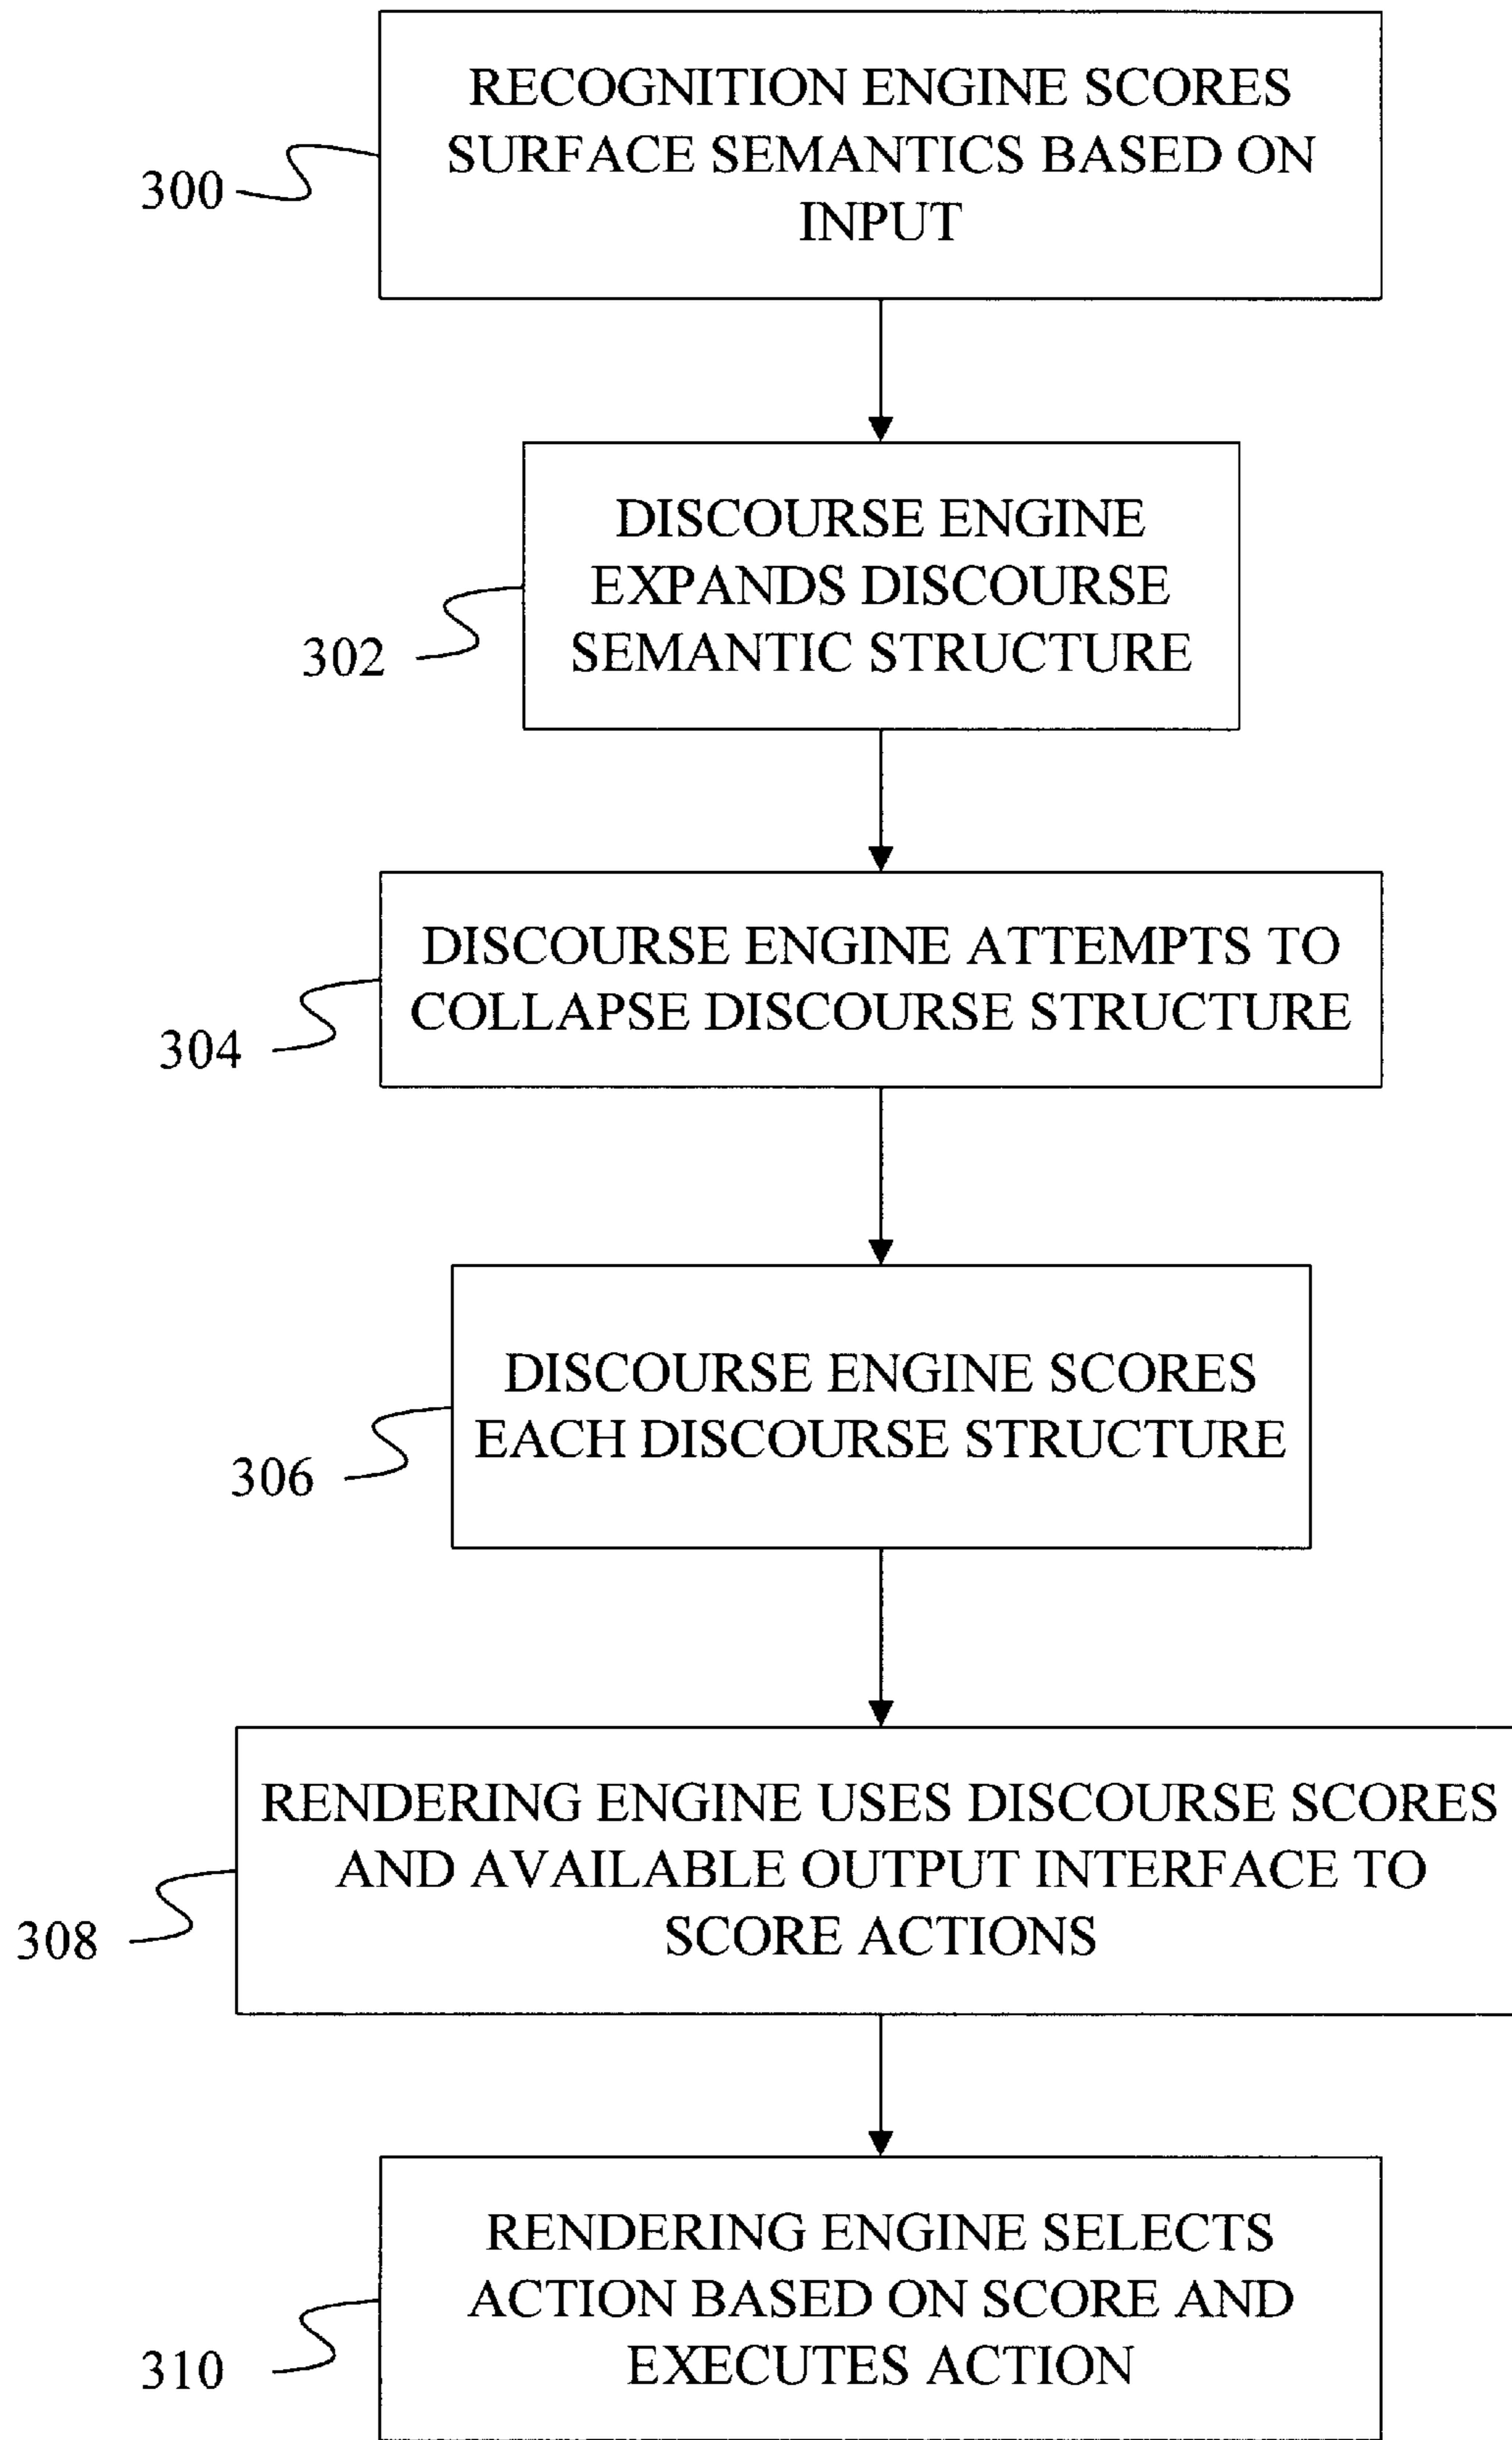 RECOGNITION ENGINE SCORES
SURFACE SEMANTICS BASED ON
INPUT
300
DISCOURSE ENGINE
EXPANDS DISCOURSE
SEMANTIC STRUCTURE
302
DISCOURSE ENGINE ATTEMPTS TO
COLLAPSE DISCOURSE STRUCTURE
304
DISCOURSE ENGINE SCORES
EACH DISCOURSE STRUCTURE
306
RENDERING ENGINE USES DISCOURSE SCORES
AND AVAILABLE OUTPUT INTERFACE TO
SCORE ACTIONS
308
RENDERING ENGINE SELECTS
ACTION BASED ON SCORE AND
EXECUTES ACTION
310